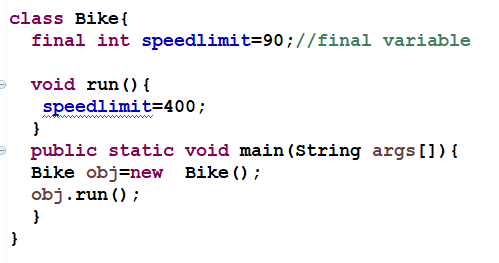 class Bike{
final int speedlimit=90;//final variable
void run(){
speedlimit=400;
}
public static void main(String args[]){
Bike obj=new  Bike();
obj.run();
}
}